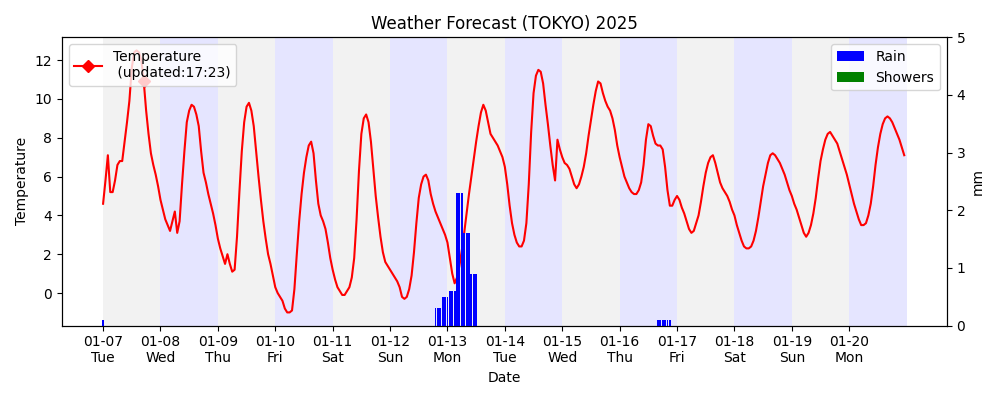 Weather Forecast (TOKYO) 2025
Temperature
(updated:17:23)
Rain
Showers
Temperature
12
10
8
6
4
2
0
5
4
3
2
1
0
mm
01-07 01-08 01-09 01-10 01-11 01-12 01-13 01-14 01-15 01-16 01-17 01-18 01-19 01-20
Tue Wed Thu Fri Sat Sun Mon Tue Wed Thu Fri Sat Sun Mon
Date